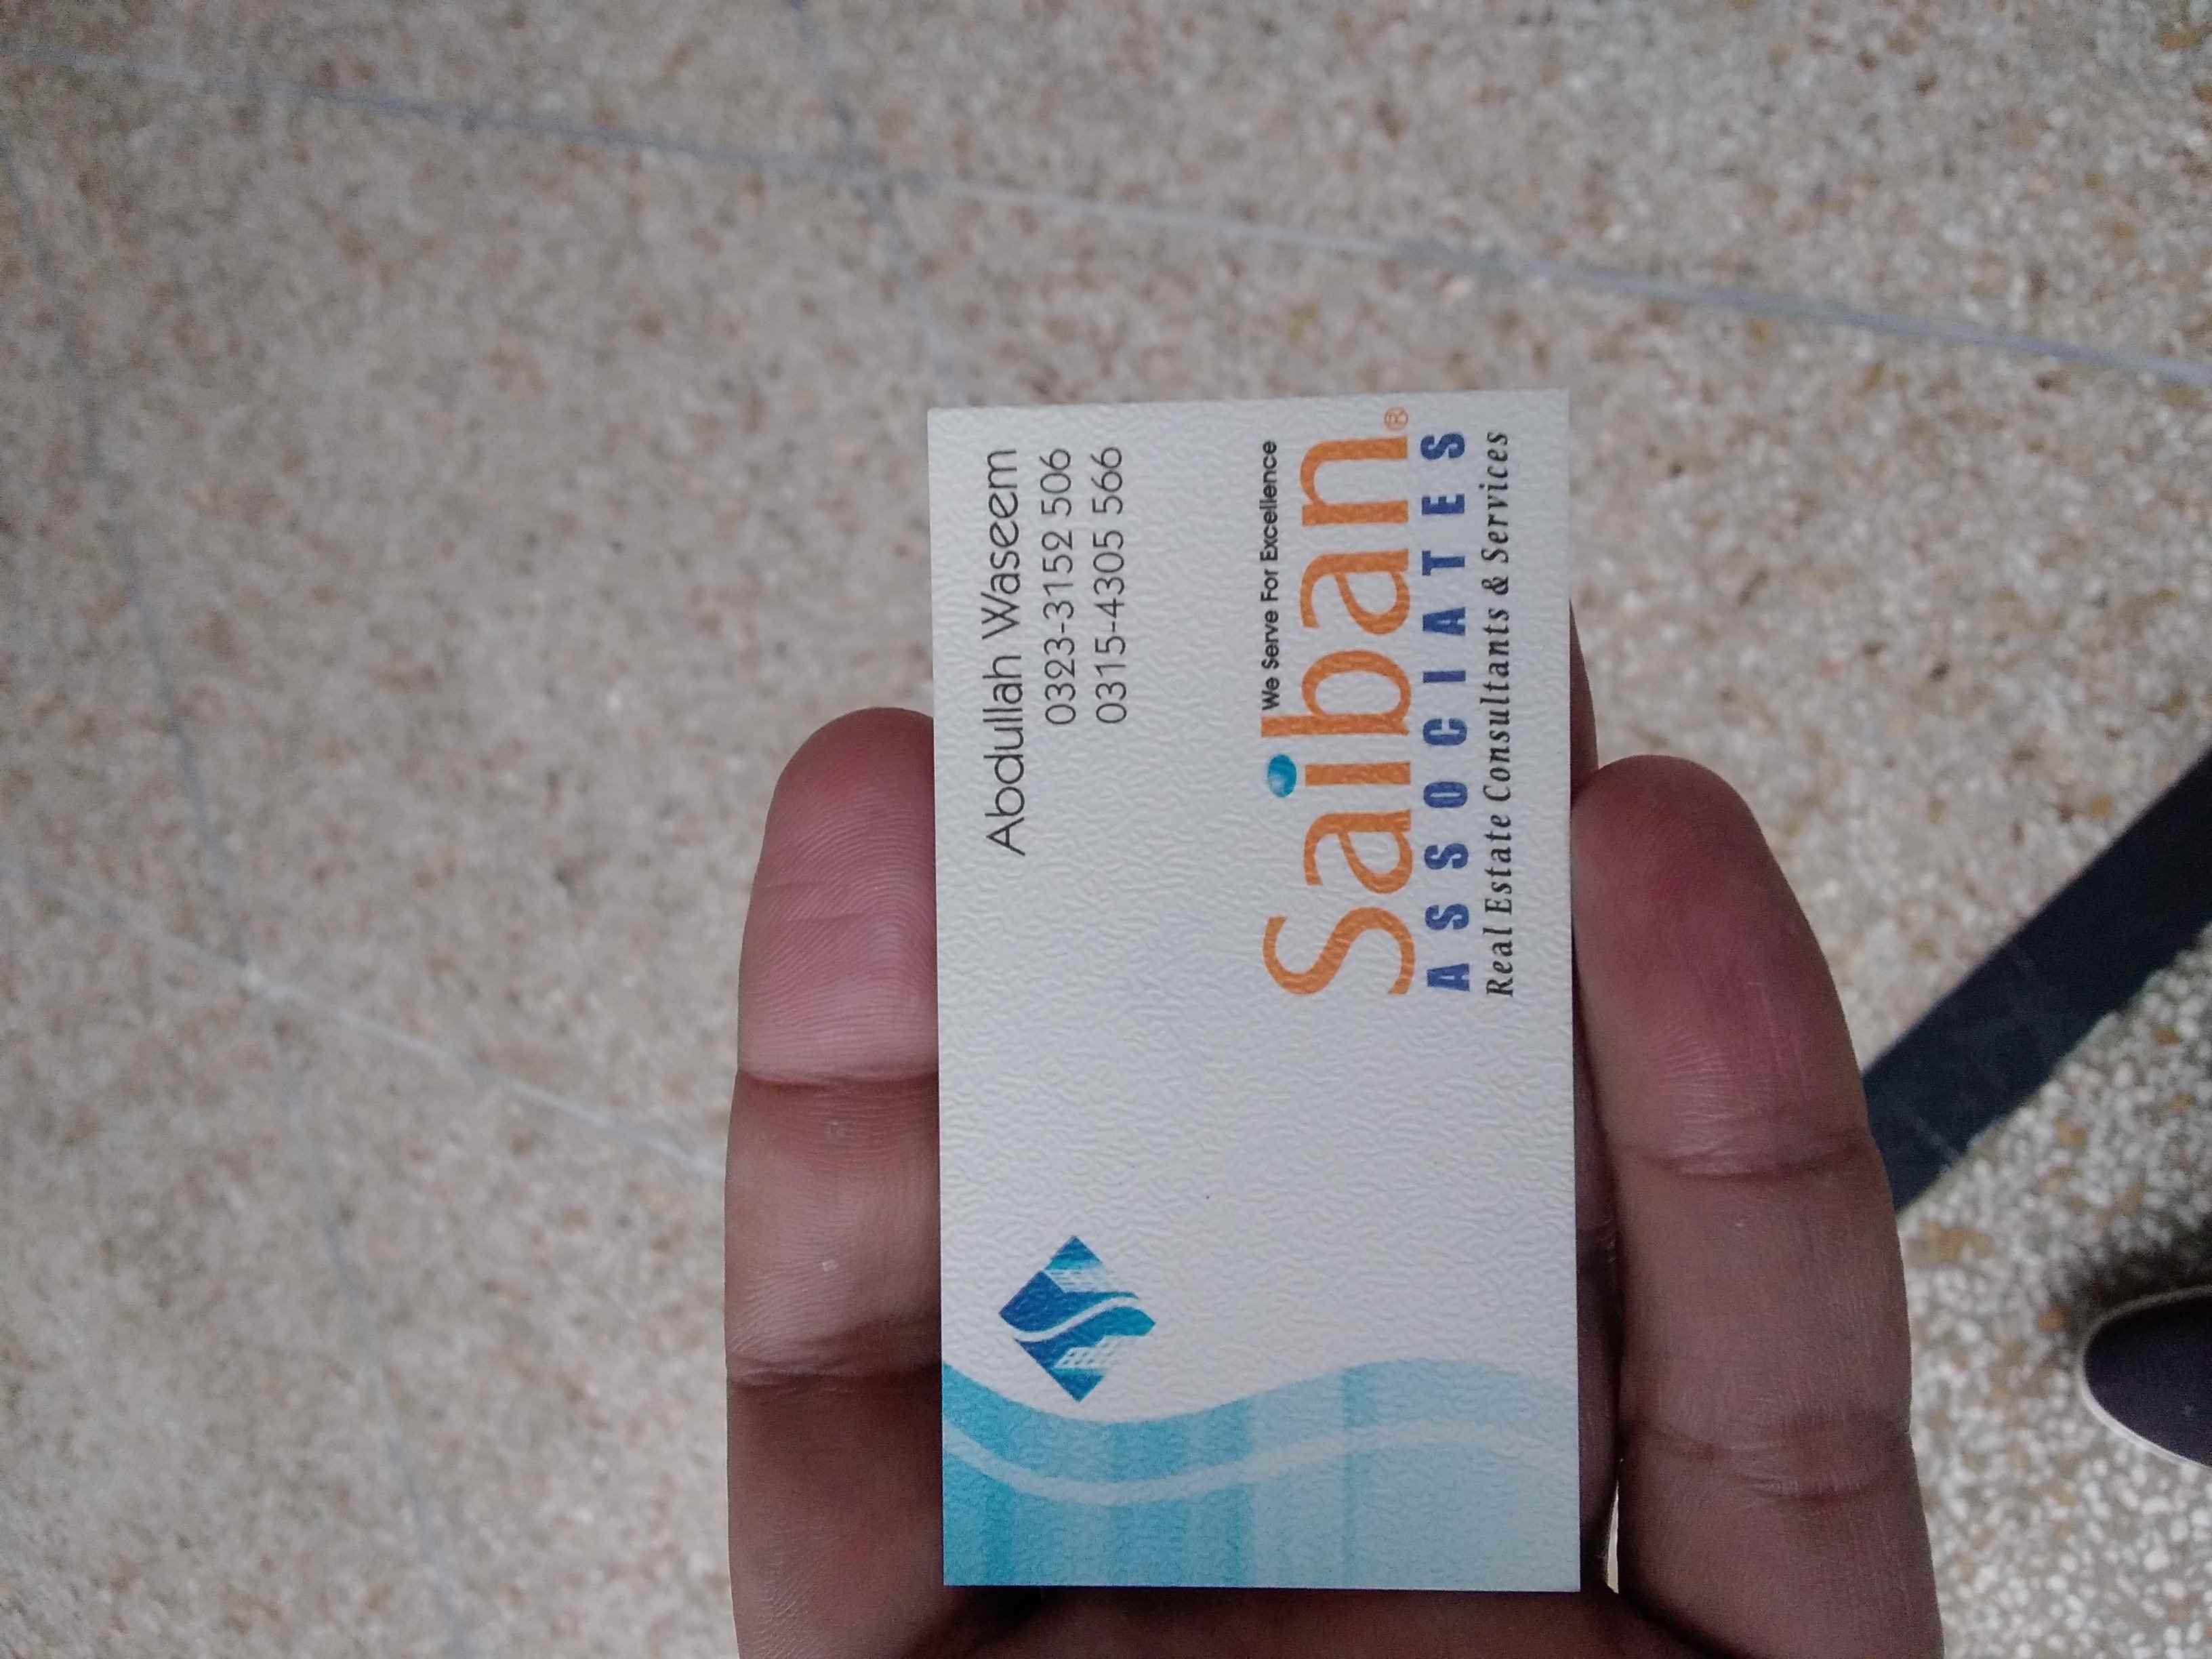 Abdullah Waseem
0323-3152 506
0315-4305 566
We Serve For Excellence
Saiban®
ASSOCIATES
Real Estate Consultants & Services